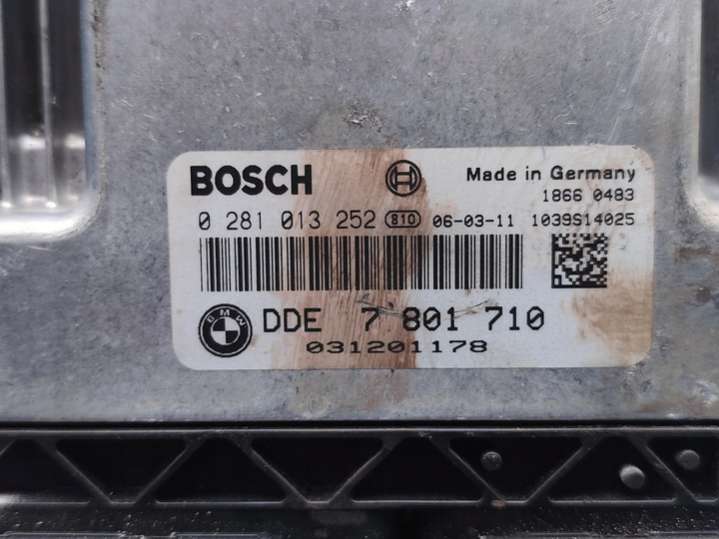 BOSCH Made in Germany
1866 0483
0 281 013 252 810 06-03-11 1039S14025
BMW DDE 7 801 710
031201178